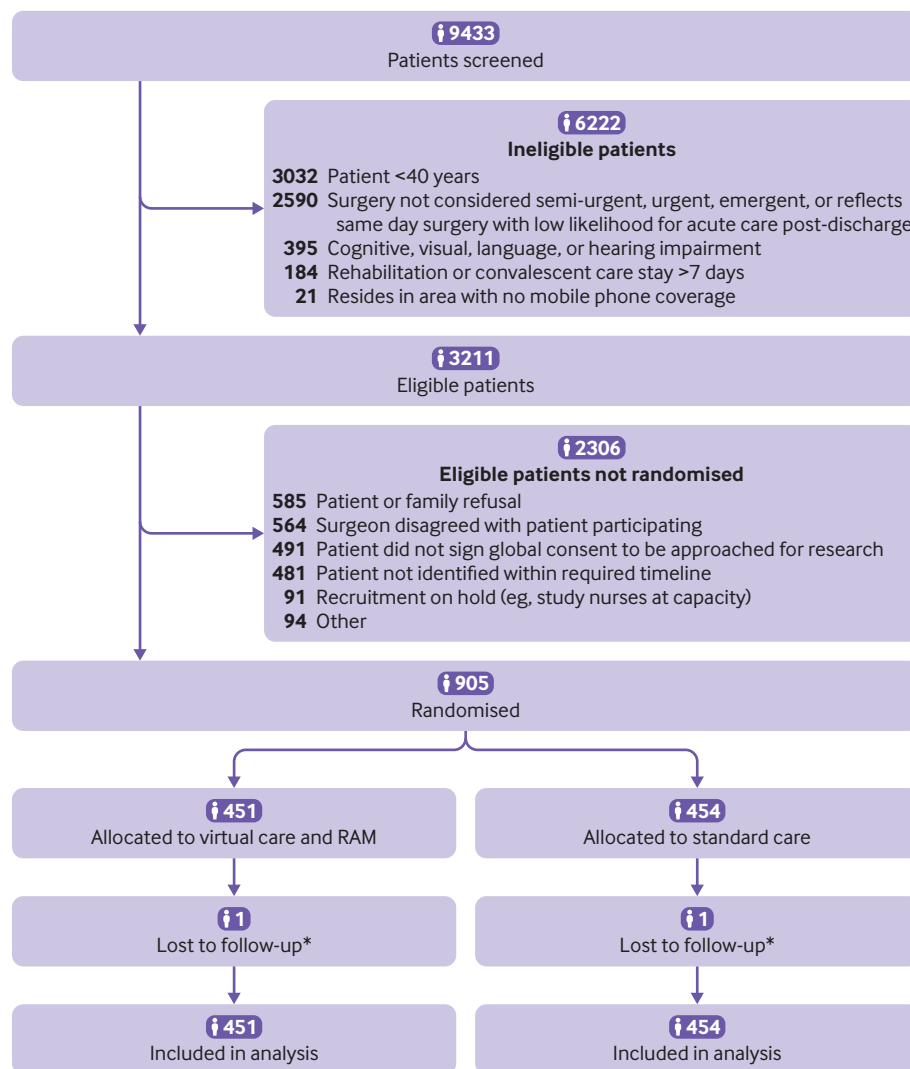 9433
Patients screened
6222
Ineligible patients
3032 Patient <40 years
2590 Surgery not considered semi-urgent, urgent, emergent, or reflects
same day surgery with low likelihood for acute care post-discharge
395 Cognitive, visual, language, or hearing impairment
184 Rehabilitation or convalescent care stay >7 days
21 Resides in area with no mobile phone coverage
3211
Eligible patients
2306
Eligible patients not randomised
585 Patient or family refusal
564 Surgeon disagreed with patient participating
491 Patient did not sign global consent to be approached for research
481 Patient not identified within required timeline
91 Recruitment on hold (eg, study nurses at capacity)
94 Other
905
Randomised
451
Allocated to virtual care and RAM
454
Allocated to standard care
1
Lost to follow-up*
1
Lost to follow-up*
451
Included in analysis
454
Included in analysis